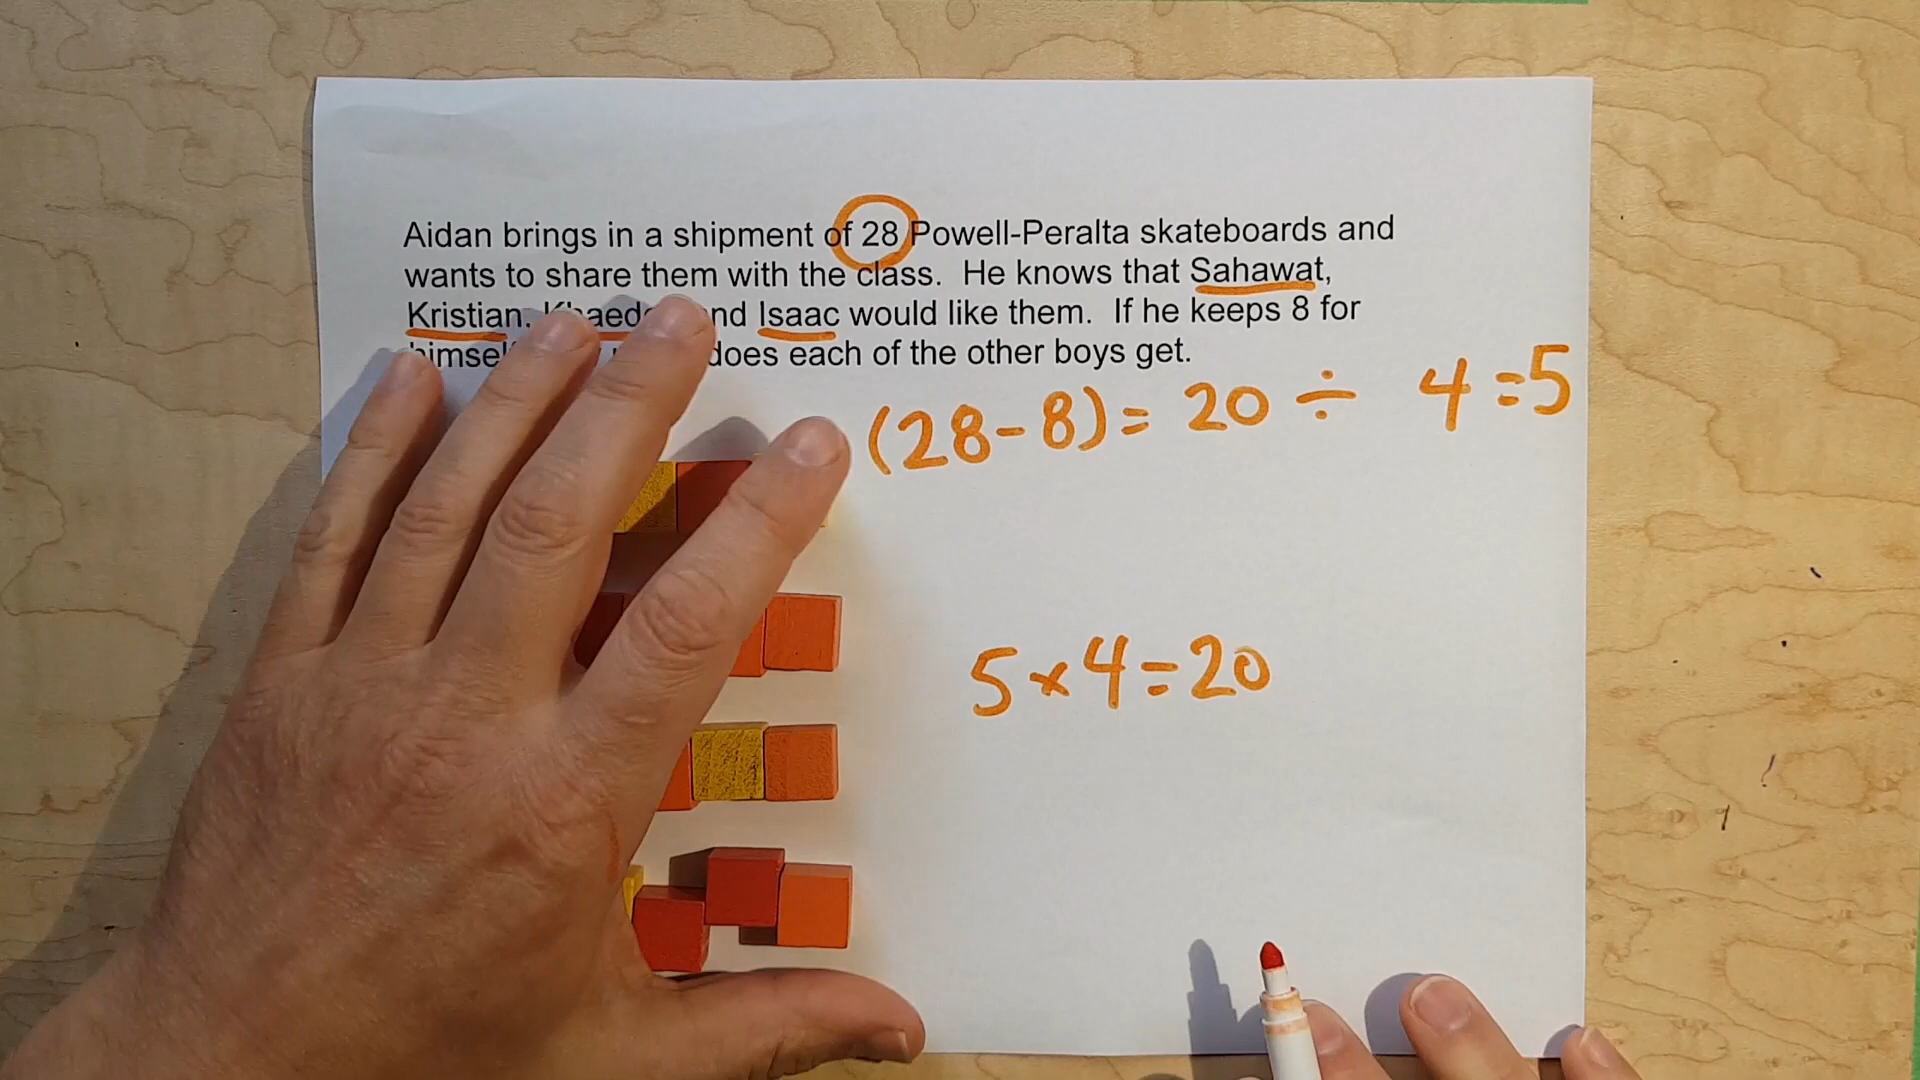 Aidan brings in a shipment of 28 Powell-Peralta skateboards and
wants to share them with the class. He knows that Sahawat,
Kristian, and Isaac would like them. If he keeps 8 for
does each of the other boys get.
(28-8)= 20 ÷ 4 =5
5×4=20